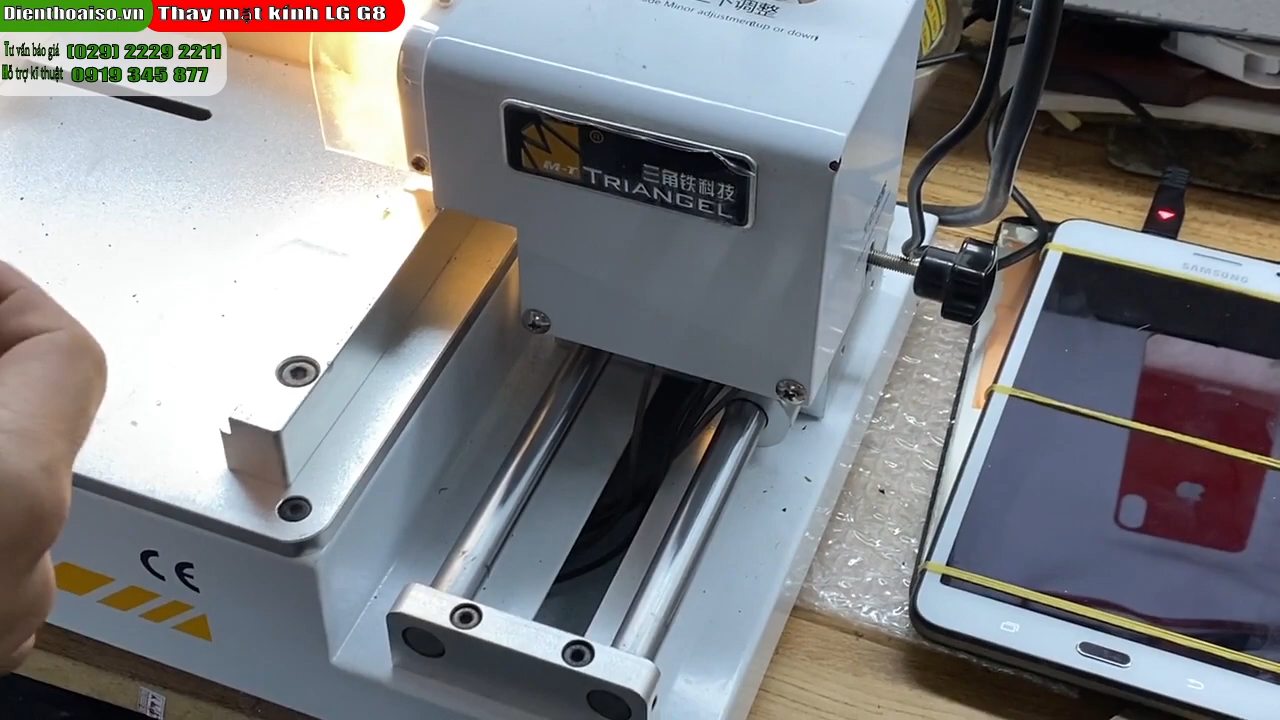 Dienthoaiso.vn
Thay mặt kính LG G8
Tư vấn báo giá (029) 2229 2211
Hỗ trợ kĩ thuật 0919 345 877
下调整
Minor adjustment(up or down)
M-T
®
三角铁科技
TRIANGEL
SAMSUNG
CE